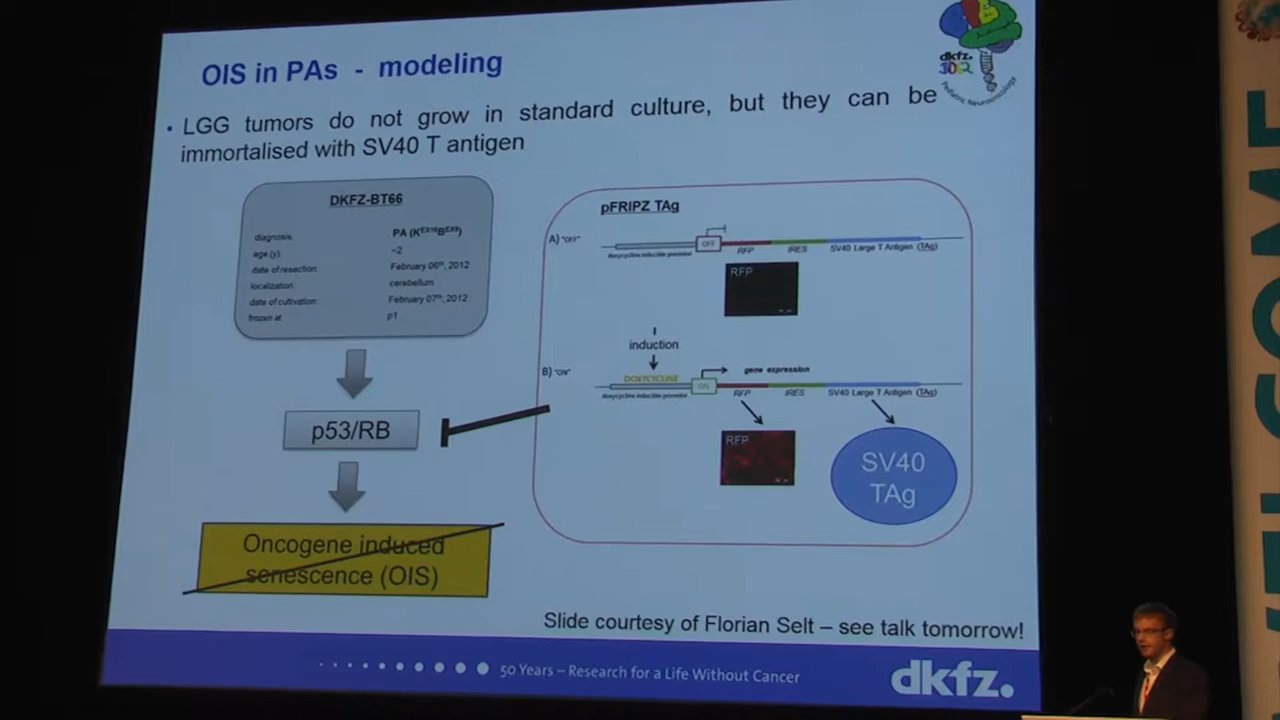 OIS in PAs - modeling
dkfz.
Pediatric Neurooncology
• LGG tumors do not grow in standard culture, but they can be
immortalised with SV40 T antigen
DKFZ-BT66
diagnosis: PA (K^EX16B^EX9)
age (y): ~2
date of resection: February 06th, 2012
localization: cerebellum
date of cultivation: February 07th, 2012
frozen at p1
p53/RB
Oncogene induced
senescence (OIS)
pFRIPZ TAg
A) "OFF"
OFF
doxycycline inducible promotor RFP IRES SV40 Large T Antigen (TAg)
RFP
induction
B) "ON"
DOXYCYCLINE
gene expression
ON
doxycycline inducible promotor RFP IRES SV40 Large T Antigen (TAg)
RFP
SV40
TAg
Slide courtesy of Florian Selt – see talk tomorrow!
50 Years – Research for a Life Without Cancer
dkfz.